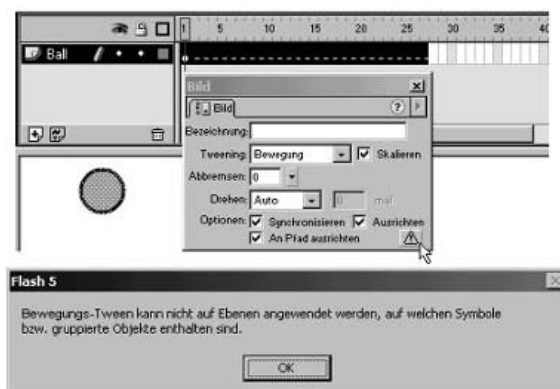 1 5 10 15 20 25 30 35 40
Ball
Bild
Bild
Bezeichnung:
Tweening: Bewegung Skalieren
Abbremsen: 0
Drehen: Auto 0 mal
Optionen: Synchronisieren Ausrichten
An Pfad ausrichten
Flash 5
Bewegungs-Tween kann nicht auf Ebenen angewendet werden, auf welchen Symbole
bzw. gruppierte Objekte enthalten sind.
OK